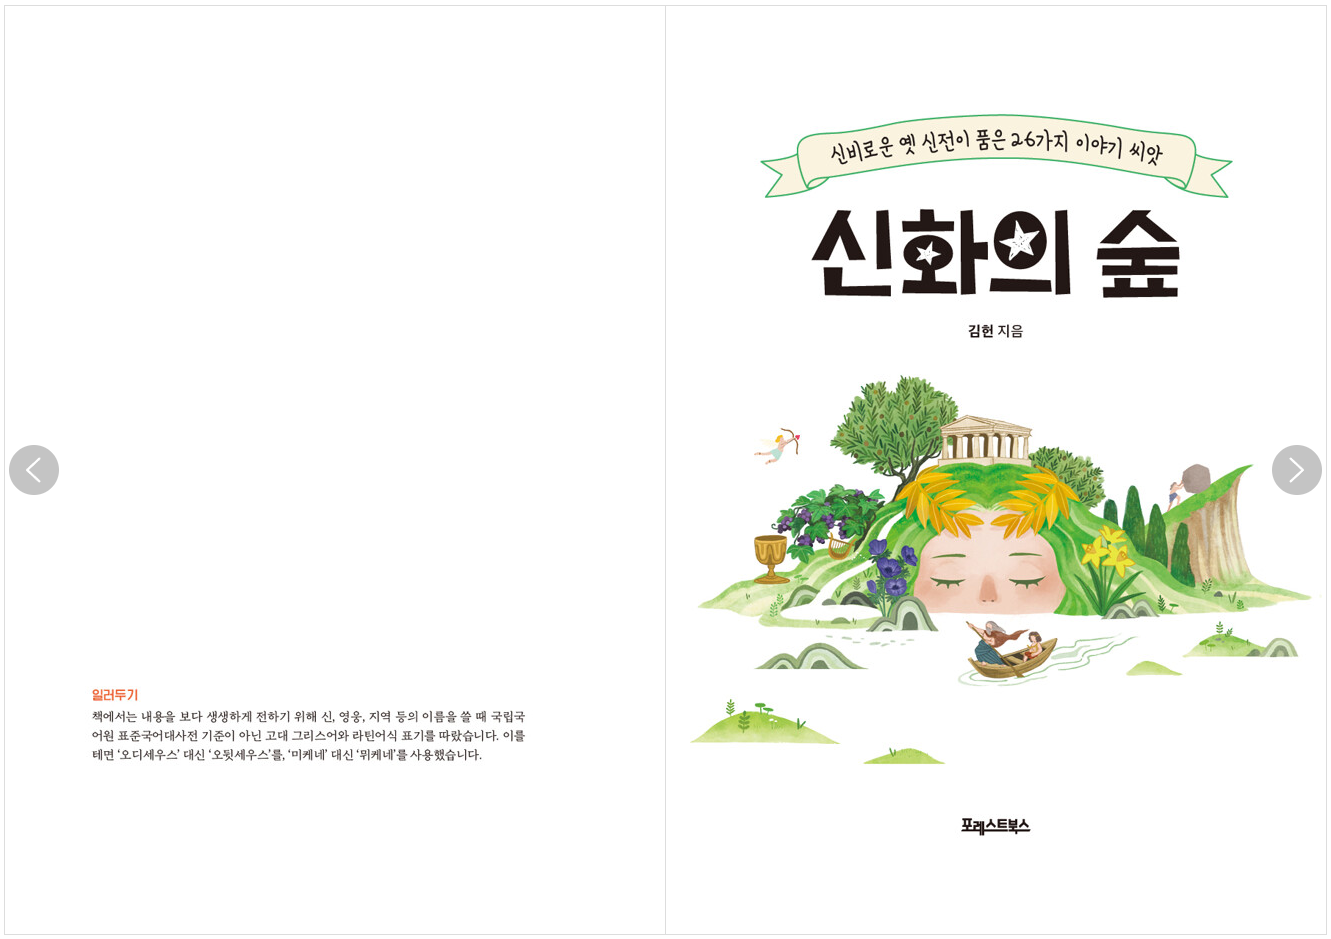 일러두기
책에서는 내용을 보다 생생하게 전하기 위해 신, 영웅, 지역 등의 이름을 쓸 때 국립국
어원 표준국어대사전 기준이 아닌 고대 그리스어와 라틴어식 표기를 따랐습니다. 이를
테면 ‘오디세우스’ 대신 ‘오뒷세우스’를, ‘미케네’ 대신 ‘뮈케네’를 사용했습니다.
신비로운 옛 신전이 품은 26가지 이야기 씨앗
신화의 숲
김헌 지음
포레스트북스